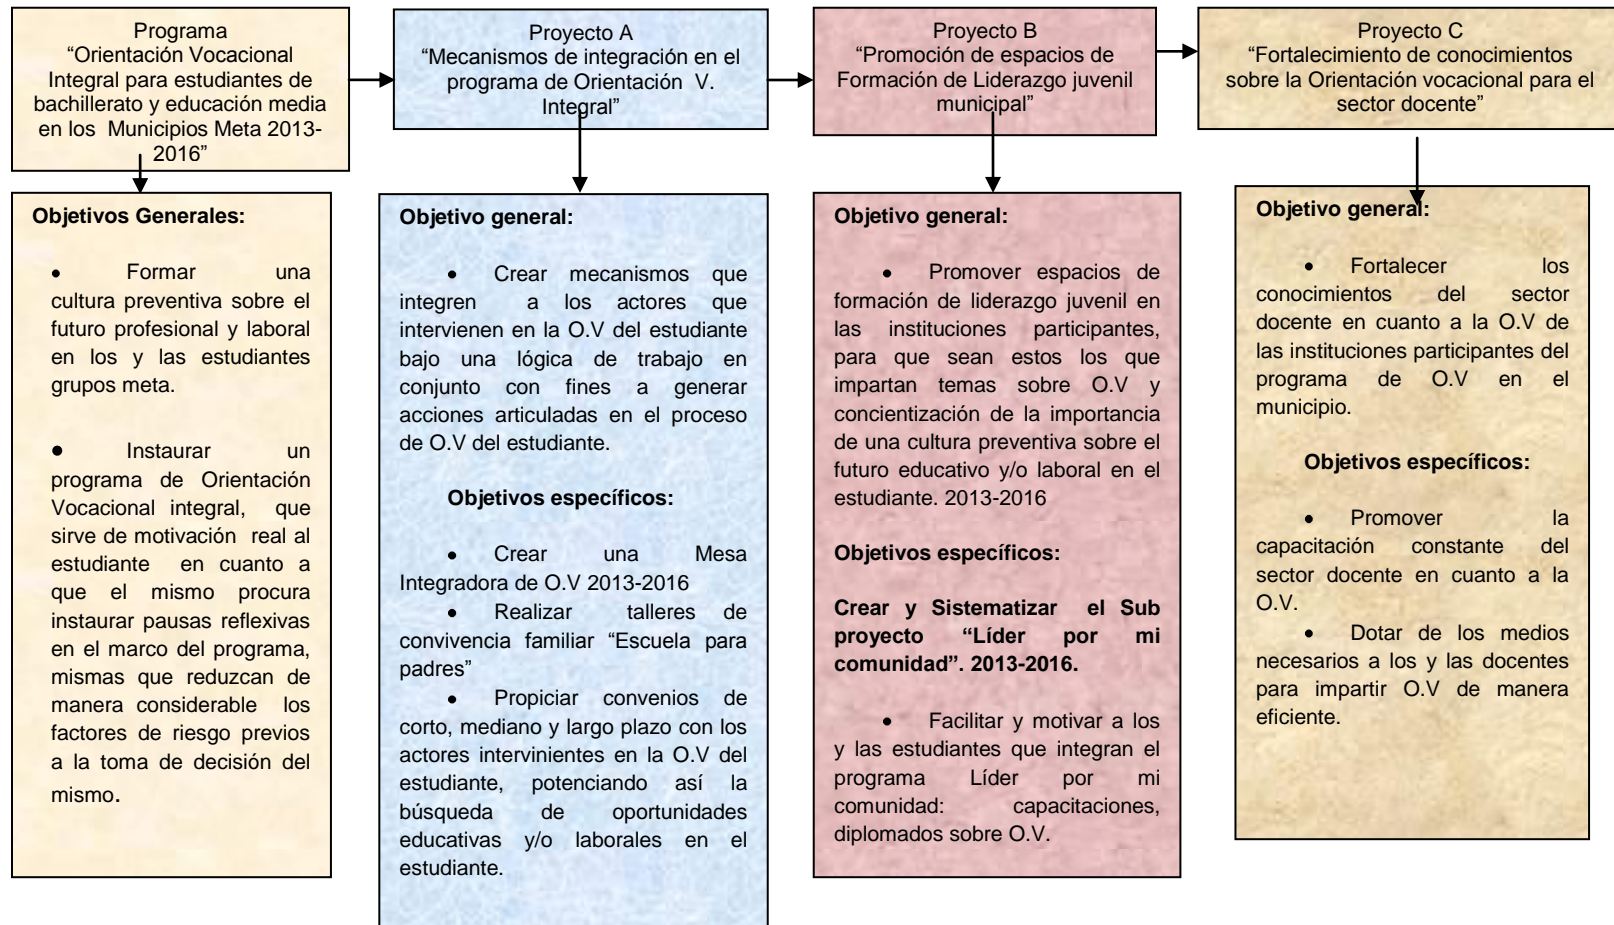 Programa
“Orientación Vocacional
Integral para estudiantes de
bachillerato y educación media
en los Municipios Meta 2013-
2016”
Proyecto A
“Mecanismos de integración en el
programa de Orientación V.
Integral”
Proyecto B
“Promoción de espacios de
Formación de Liderazgo juvenil
municipal”
Proyecto C
“Fortalecimiento de conocimientos
sobre la Orientación vocacional para el
sector docente”
Objetivos Generales:
• Formar una
cultura preventiva sobre el
futuro profesional y laboral
en los y las estudiantes
grupos meta.
• Instaurar un
programa de Orientación
Vocacional integral, que
sirve de motivación real al
estudiante en cuanto a
que el mismo procura
instaurar pausas reflexivas
en el marco del programa,
mismas que reduzcan de
manera considerable los
factores de riesgo previos
a la toma de decisión del
mismo.
Objetivo general:
• Crear mecanismos que
integren a los actores que
intervienen en la O.V del estudiante
bajo una lógica de trabajo en
conjunto con fines a generar
acciones articuladas en el proceso
de O.V del estudiante.
Objetivos específicos:
• Crear una Mesa
Integradora de O.V 2013-2016
• Realizar talleres de
convivencia familiar “Escuela para
padres”
• Propiciar convenios de
corto, mediano y largo plazo con los
actores intervinientes en la O.V del
estudiante, potenciando así la
búsqueda de oportunidades
educativas y/o laborales en el
estudiante.
Objetivo general:
• Promover espacios de
formación de liderazgo juvenil en
las instituciones participantes,
para que sean estos los que
impartan temas sobre O.V y
concientización de la importancia
de una cultura preventiva sobre el
futuro educativo y/o laboral en el
estudiante. 2013-2016
Objetivos específicos:
Crear y Sistematizar el Sub
proyecto “Líder por mi
comunidad”. 2013-2016.
• Facilitar y motivar a los
y las estudiantes que integran el
programa Líder por mi
comunidad: capacitaciones,
diplomados sobre O.V.
Objetivo general:
• Fortalecer los
conocimientos del sector
docente en cuanto a la O.V de
las instituciones participantes del
programa de O.V en el
municipio.
Objetivos específicos:
• Promover la
capacitación constante del
sector docente en cuanto a la
O.V.
• Dotar de los medios
necesarios a los y las docentes
para impartir O.V de manera
eficiente.